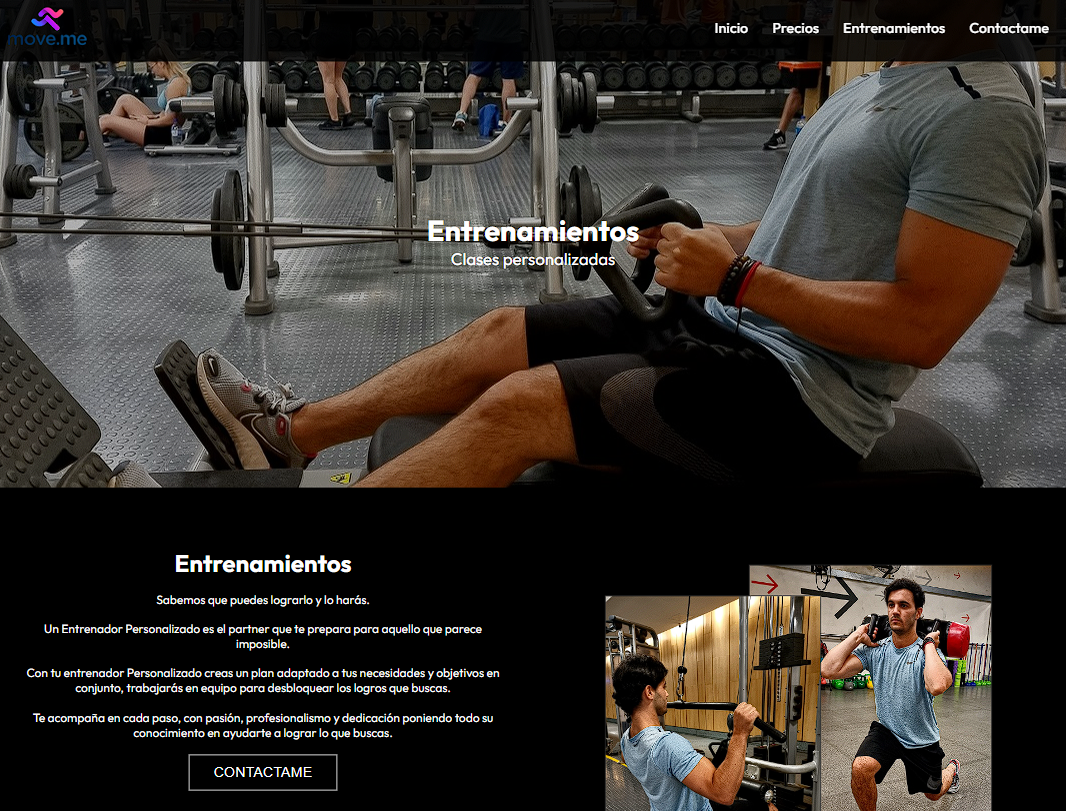 move.me
Inicio Precios Entrenamientos Contactame
Entrenamientos
Clases personalizadas
Entrenamientos
Sabemos que puedes lograrlo y lo harás.
Un Entrenador Personalizado es el partner que te prepara para aquello que parece
imposible.
Con tu entrenador Personalizado creas un plan adaptado a tus necesidades y objetivos en
conjunto, trabajarás en equipo para desbloquear los logros que buscas.
Te acompaña en cada paso, con pasión, profesionalismo y dedicación poniendo todo su
conocimiento en ayudarte a lograr lo que buscas.
CONTACTAME